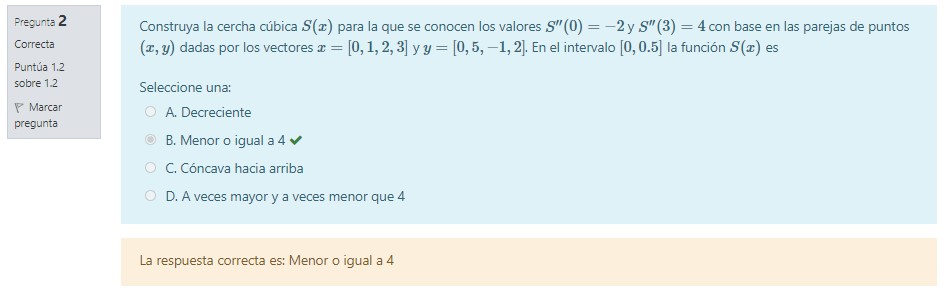 Pregunta 2
Correcta
Puntúa 1.2
sobre 1.2
Marcar
pregunta
Construya la cercha cúbica S(x) para la que se conocen los valores S″(0) = −2 y S″(3) = 4 con base en las parejas de puntos
(x, y) dadas por los vectores x = [0, 1, 2, 3] y y = [0, 5, −1, 2]. En el intervalo [0, 0.5] la función S(x) es
Seleccione una:
A. Decreciente
B. Menor o igual a 4 ✔
C. Cóncava hacia arriba
D. A veces mayor y a veces menor que 4
La respuesta correcta es: Menor o igual a 4